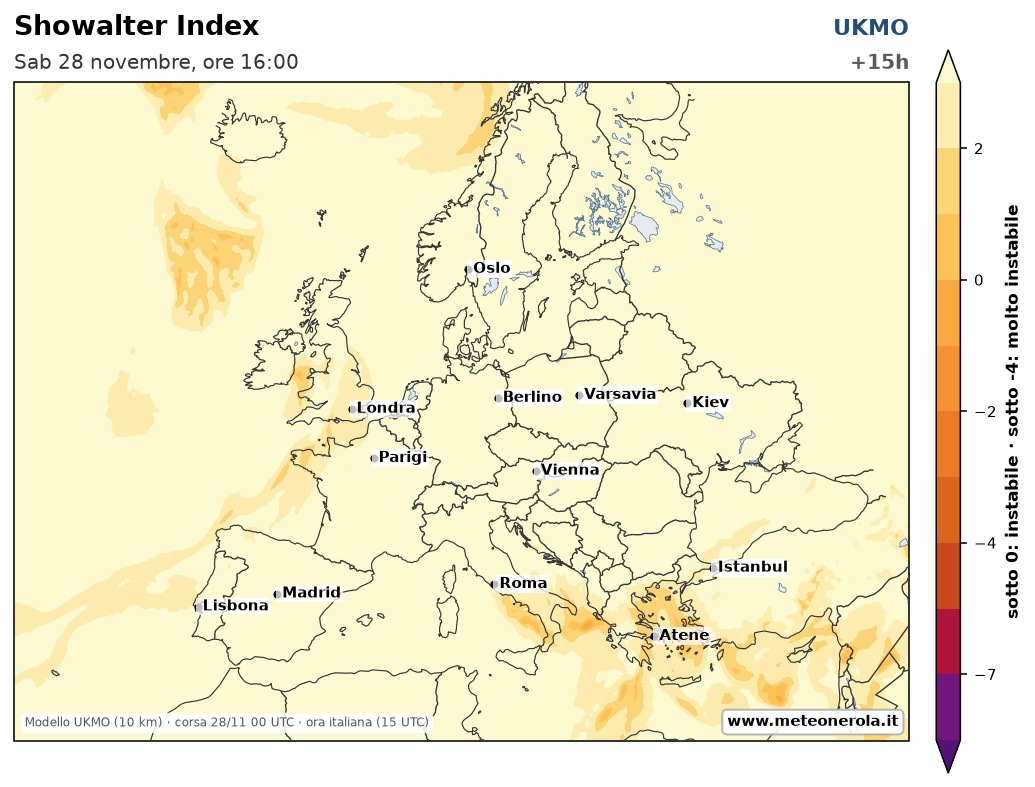 Showalter Index
UKMO
Sab 28 novembre, ore 16:00
+15h
2
0
−2
−4
−7
sotto 0: instabile · sotto -4: molto instabile
Oslo
Londra
Berlino
Varsavia
Kiev
Parigi
Vienna
Istanbul
Roma
Madrid
Lisbona
Atene
Modello UKMO (10 km) · corsa 28/11 00 UTC · ora italiana (15 UTC)
www.meteonerola.it